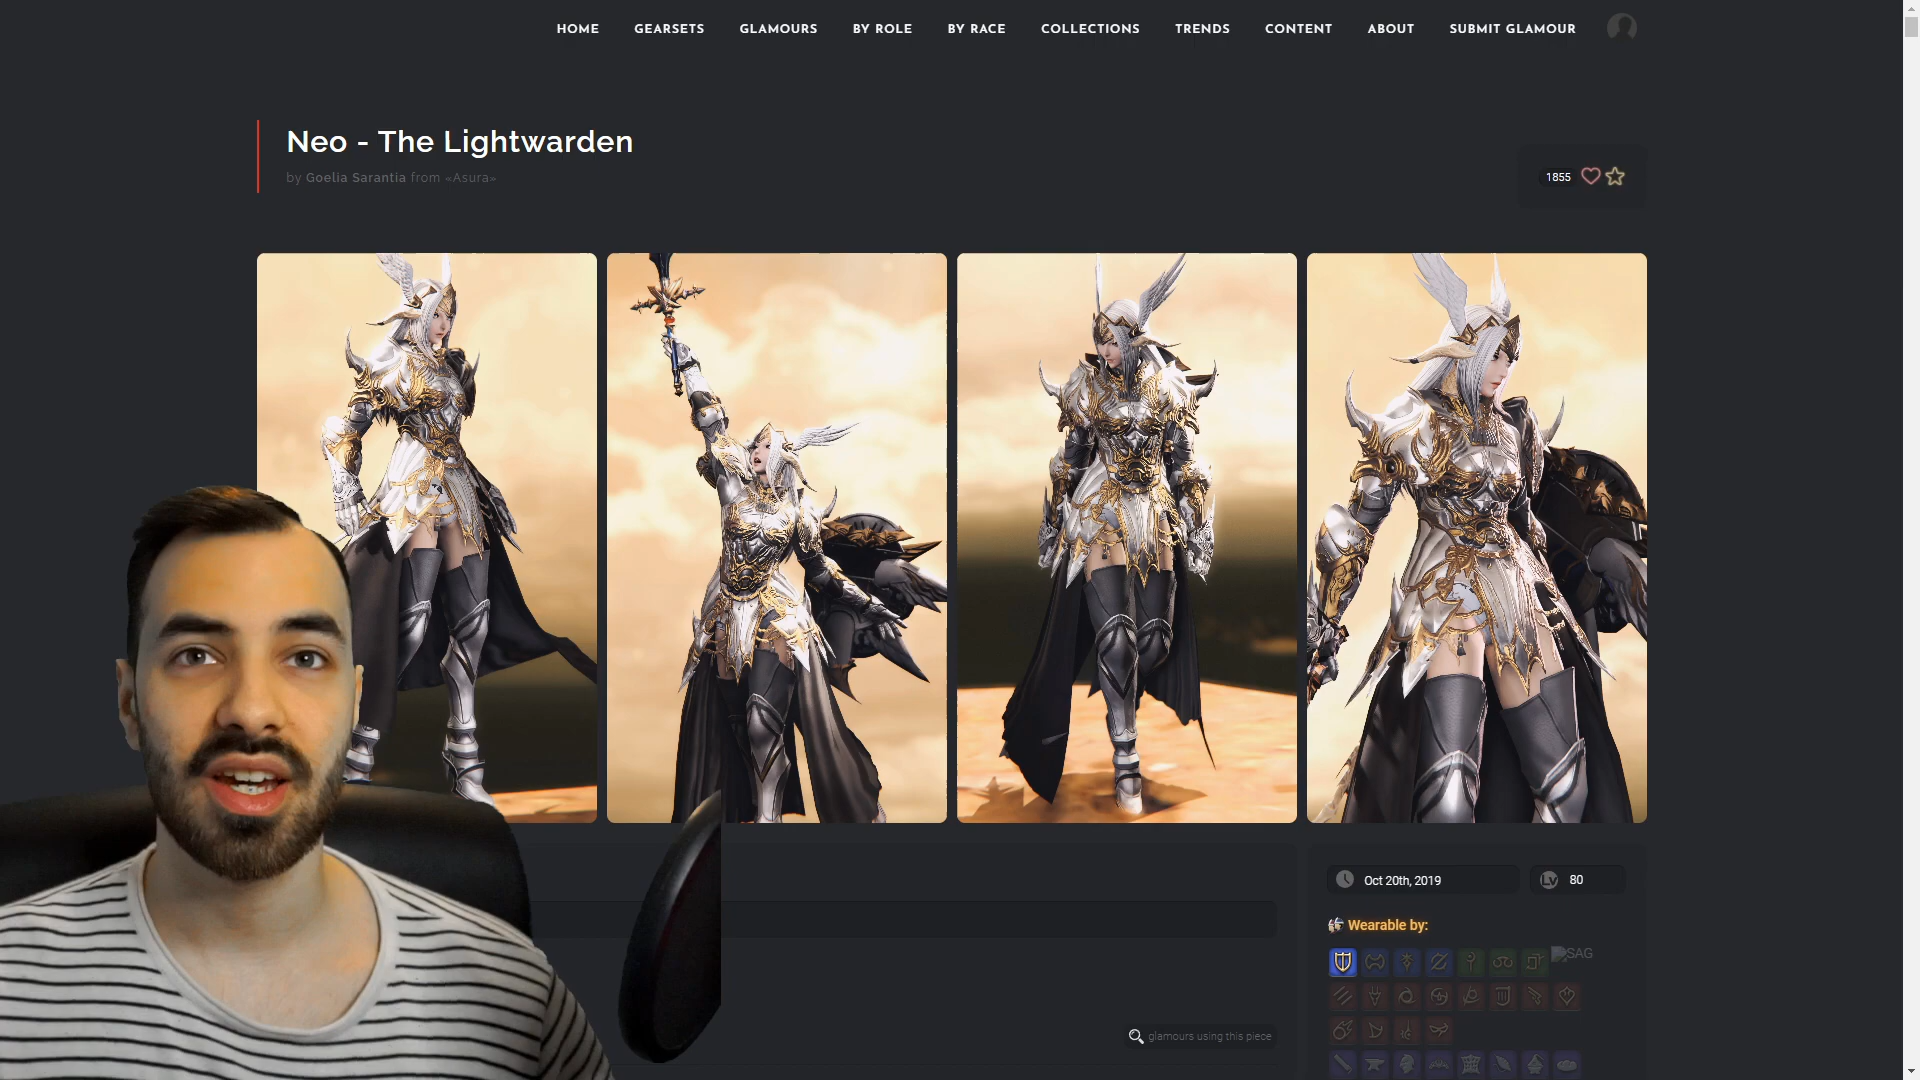 HOME GEARSETS GLAMOURS BY ROLE BY RACE COLLECTIONS TRENDS CONTENT ABOUT SUBMIT GLAMOUR
Neo - The Lightwarden
by Goelia Sarantia from «Asura»
1855
Oct 20th, 2019
Lv 80
Wearable by:
SAG
glamours using this piece